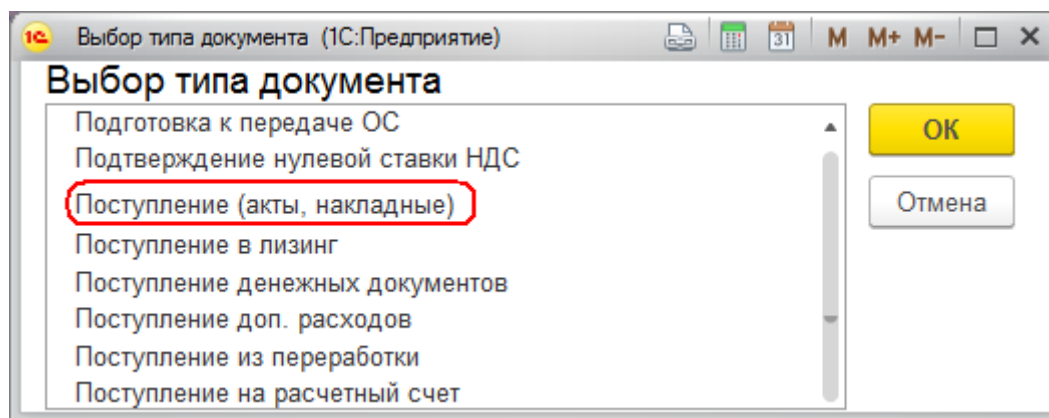 1С Выбор типа документа (1С:Предприятие) 31 M M+ M-
Выбор типа документа
Подготовка к передаче ОС
Подтверждение нулевой ставки НДС
Поступление (акты, накладные)
Поступление в лизинг
Поступление денежных документов
Поступление доп. расходов
Поступление из переработки
Поступление на расчетный счет
ОК
Отмена